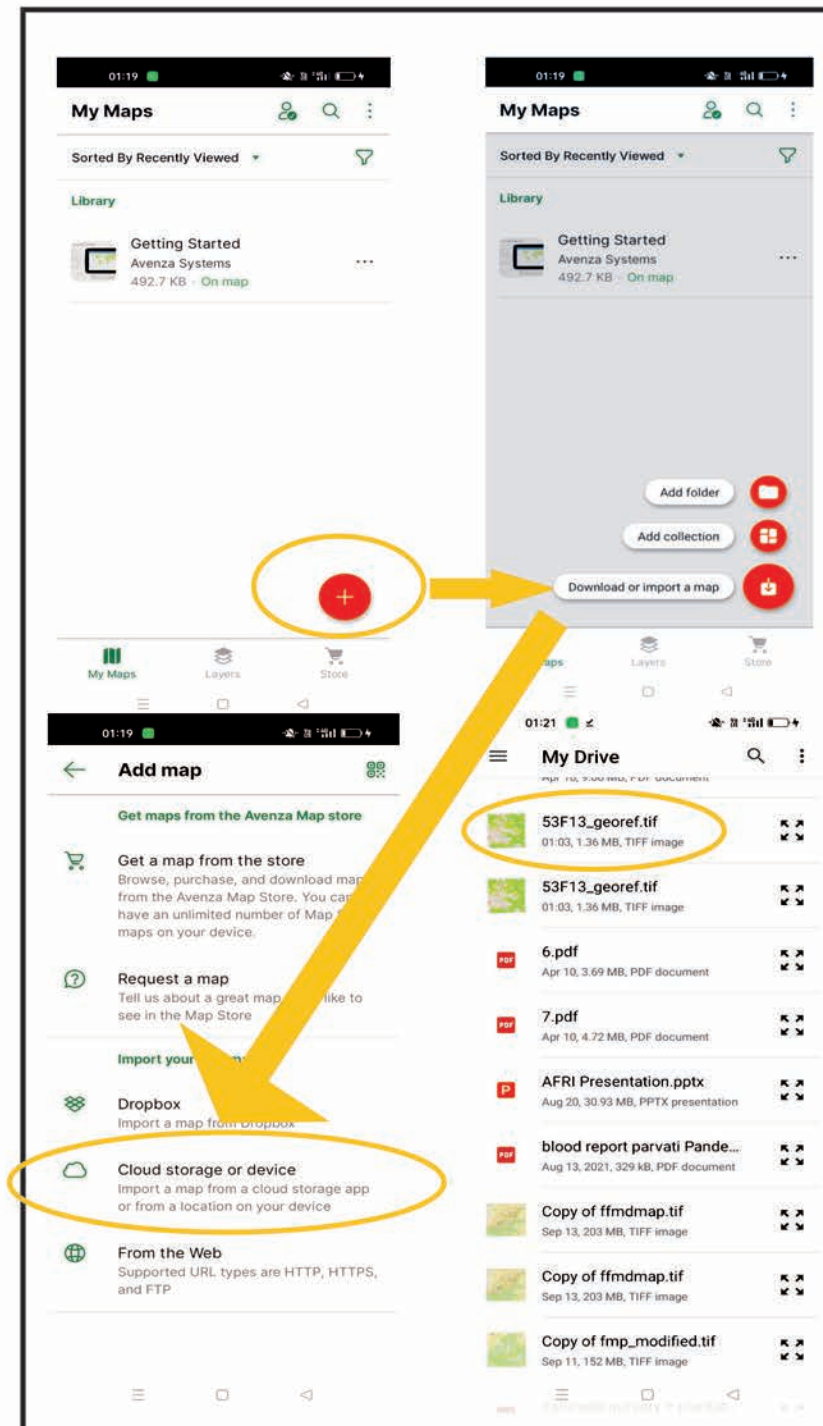 01:19
My Maps
Sorted By Recently Viewed
Library
Getting Started
Avenza Systems
492.7 KB · On map
My Maps
Layers
Store
01:19
My Maps
Sorted By Recently Viewed
Library
Getting Started
Avenza Systems
492.7 KB · On map
Add folder
Add collection
Download or import a map
aps
Layers
Store
01:19
Add map
Get maps from the Avenza Map store
Get a map from the store
Browse, purchase, and download map
from the Avenza Map Store. You can
have an unlimited number of Map
maps on your device.
Request a map
Tell us about a great map like to
see in the Map Store
Import your
Dropbox
Import a map from Dropbox
Cloud storage or device
Import a map from a cloud storage app
or from a location on your device
From the Web
Supported URL types are HTTP, HTTPS,
and FTP
01:21
My Drive
53F13_georef.tif
01:03, 1.36 MB, TIFF image
53F13_georef.tif
01:03, 1.36 MB, TIFF image
PDF
6.pdf
Apr 10, 3.69 MB, PDF document
PDF
7.pdf
Apr 10, 4.72 MB, PDF document
P
AFRI Presentation.pptx
Aug 20, 30.93 MB, PPTX presentation
PDF
blood report parvati Pande...
Aug 13, 2021, 329 kB, PDF document
Copy of ffmdmap.tif
Sep 13, 203 MB, TIFF image
Copy of ffmdmap.tif
Sep 13, 203 MB, TIFF image
Copy of fmp_modified.tif
Sep 11, 152 MB, TIFF image